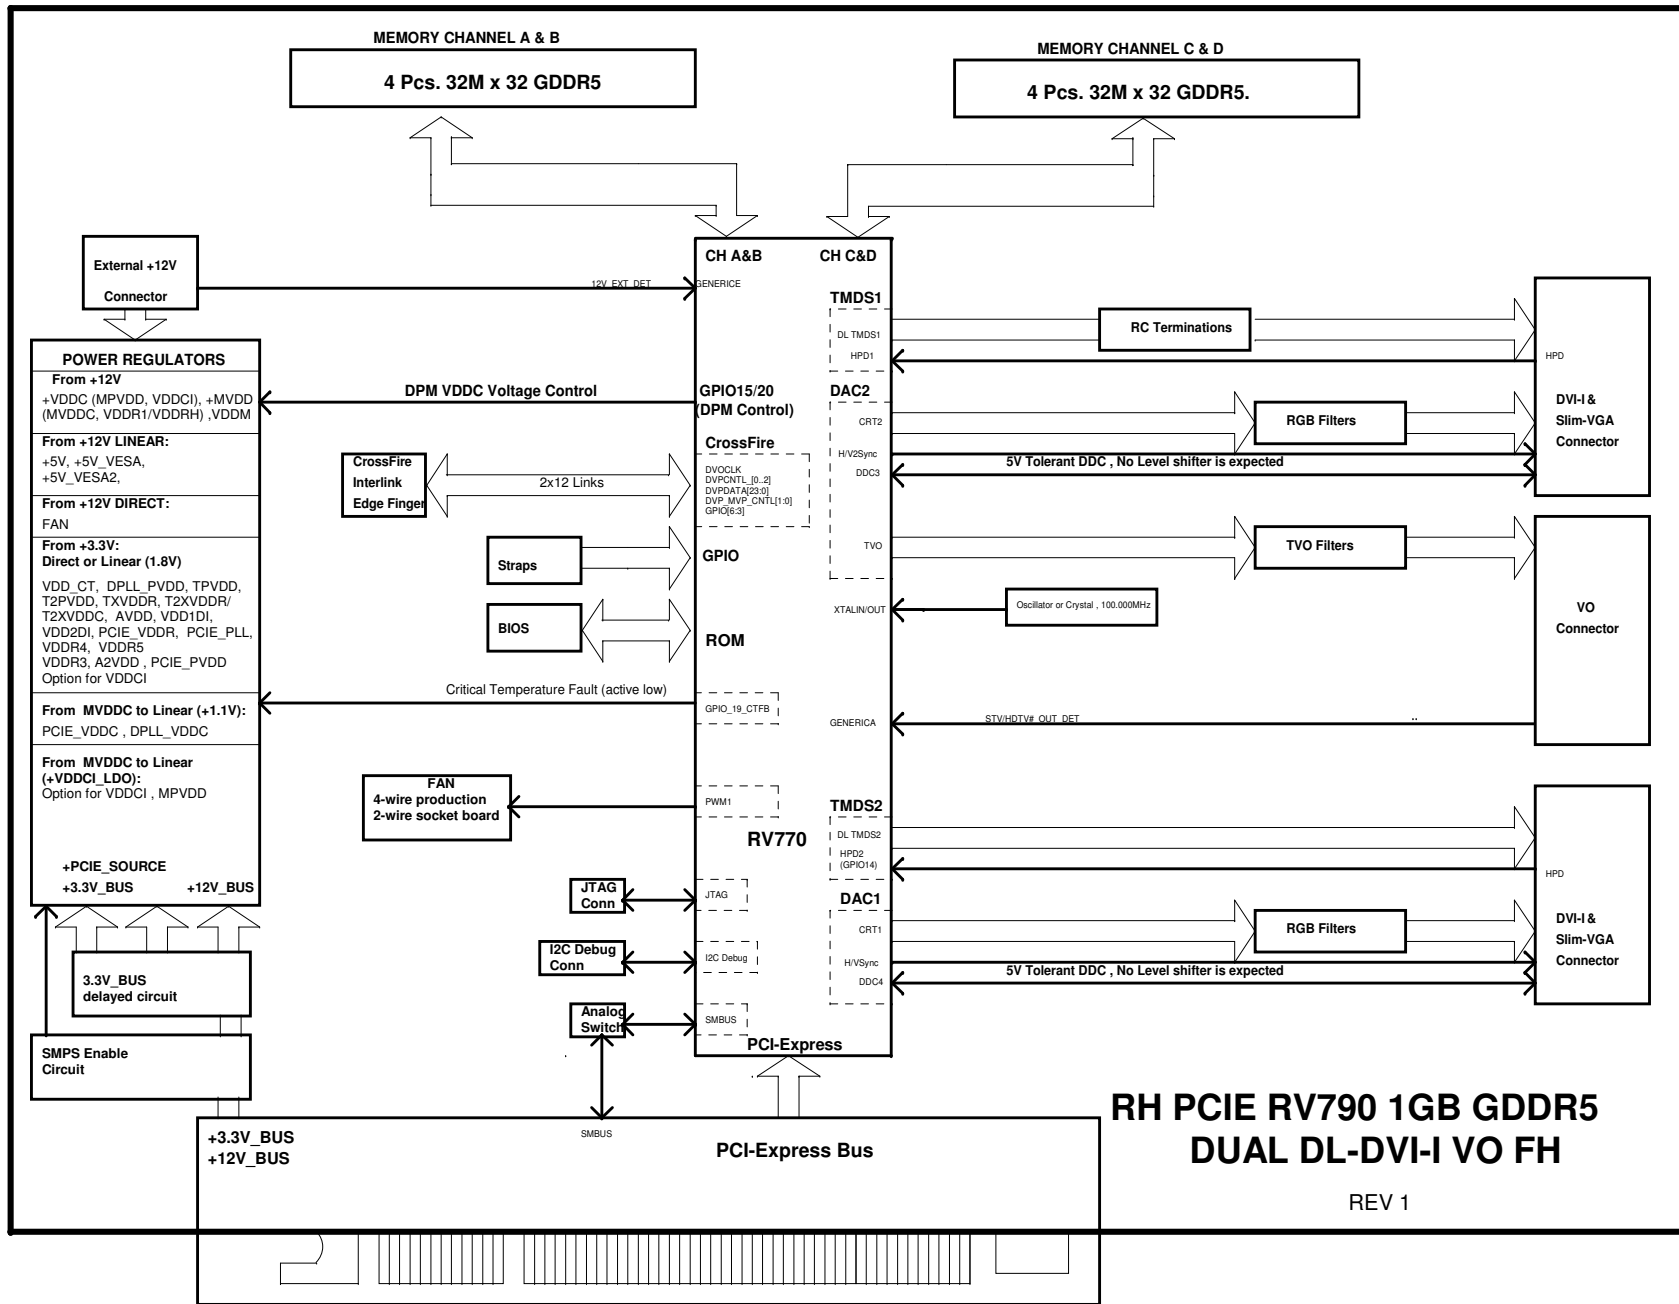 MEMORY CHANNEL A & B
4 Pcs. 32M x 32 GDDR5
MEMORY CHANNEL C & D
4 Pcs. 32M x 32 GDDR5.
External +12V
Connector
12V_EXT_DET
POWER REGULATORS
From +12V
+VDDC (MPVDD, VDDCI), +MVDD
(MVDDC, VDDR1/VDDRH) ,VDDM
From +12V LINEAR:
+5V, +5V_VESA,
+5V_VESA2,
From +12V DIRECT:
FAN
From +3.3V:
Direct or Linear (1.8V)
VDD_CT, DPLL_PVDD, TPVDD,
T2PVDD, TXVDDR, T2XVDDR/
T2XVDDC, AVDD, VDD1DI,
VDD2DI, PCIE_VDDR, PCIE_PLL,
VDDR4, VDDR5
VDDR3, A2VDD , PCIE_PVDD
Option for VDDCI
From MVDDC to Linear (+1.1V):
PCIE_VDDC , DPLL_VDDC
From MVDDC to Linear
(+VDDCI_LDO):
Option for VDDCI , MPVDD
+PCIE_SOURCE
+3.3V_BUS
+12V_BUS
3.3V_BUS
delayed circuit
SMPS Enable
Circuit
DPM VDDC Voltage Control
CrossFire
Interlink
Edge Finger
2x12 Links
Straps
BIOS
Critical Temperature Fault (active low)
FAN
4-wire production
2-wire socket board
JTAG
Conn
I2C Debug
Conn
Analog
Switch
CH A&B
CH C&D
GENERICE
GPIO15/20
(DPM Control)
CrossFire
DVOCLK
DVPCNTL_[0..2]
DVPDATA[23:0]
DVP_MVP_CNTL[1:0]
GPIO[6:3]
GPIO
ROM
GPIO_19_CTFB
PWM1
RV770
JTAG
I2C Debug
SMBUS
PCI-Express
TMDS1
DL TMDS1
HPD1
DAC2
CRT2
H/V2Sync
DDC3
TVO
XTALIN/OUT
GENERICA
TMDS2
DL TMDS2
HPD2
(GPIO14)
DAC1
CRT1
H/VSync
DDC4
RC Terminations
RGB Filters
5V Tolerant DDC , No Level shifter is expected
TVO Filters
Oscillator or Crystal , 100.000MHz
STV/HDTV# OUT DET
RGB Filters
5V Tolerant DDC , No Level shifter is expected
HPD
DVI-I &
Slim-VGA
Connector
VO
Connector
HPD
DVI-I &
Slim-VGA
Connector
SMBUS
+3.3V_BUS
+12V_BUS
PCI-Express Bus
RH PCIE RV790 1GB GDDR5
DUAL DL-DVI-I VO FH
REV 1